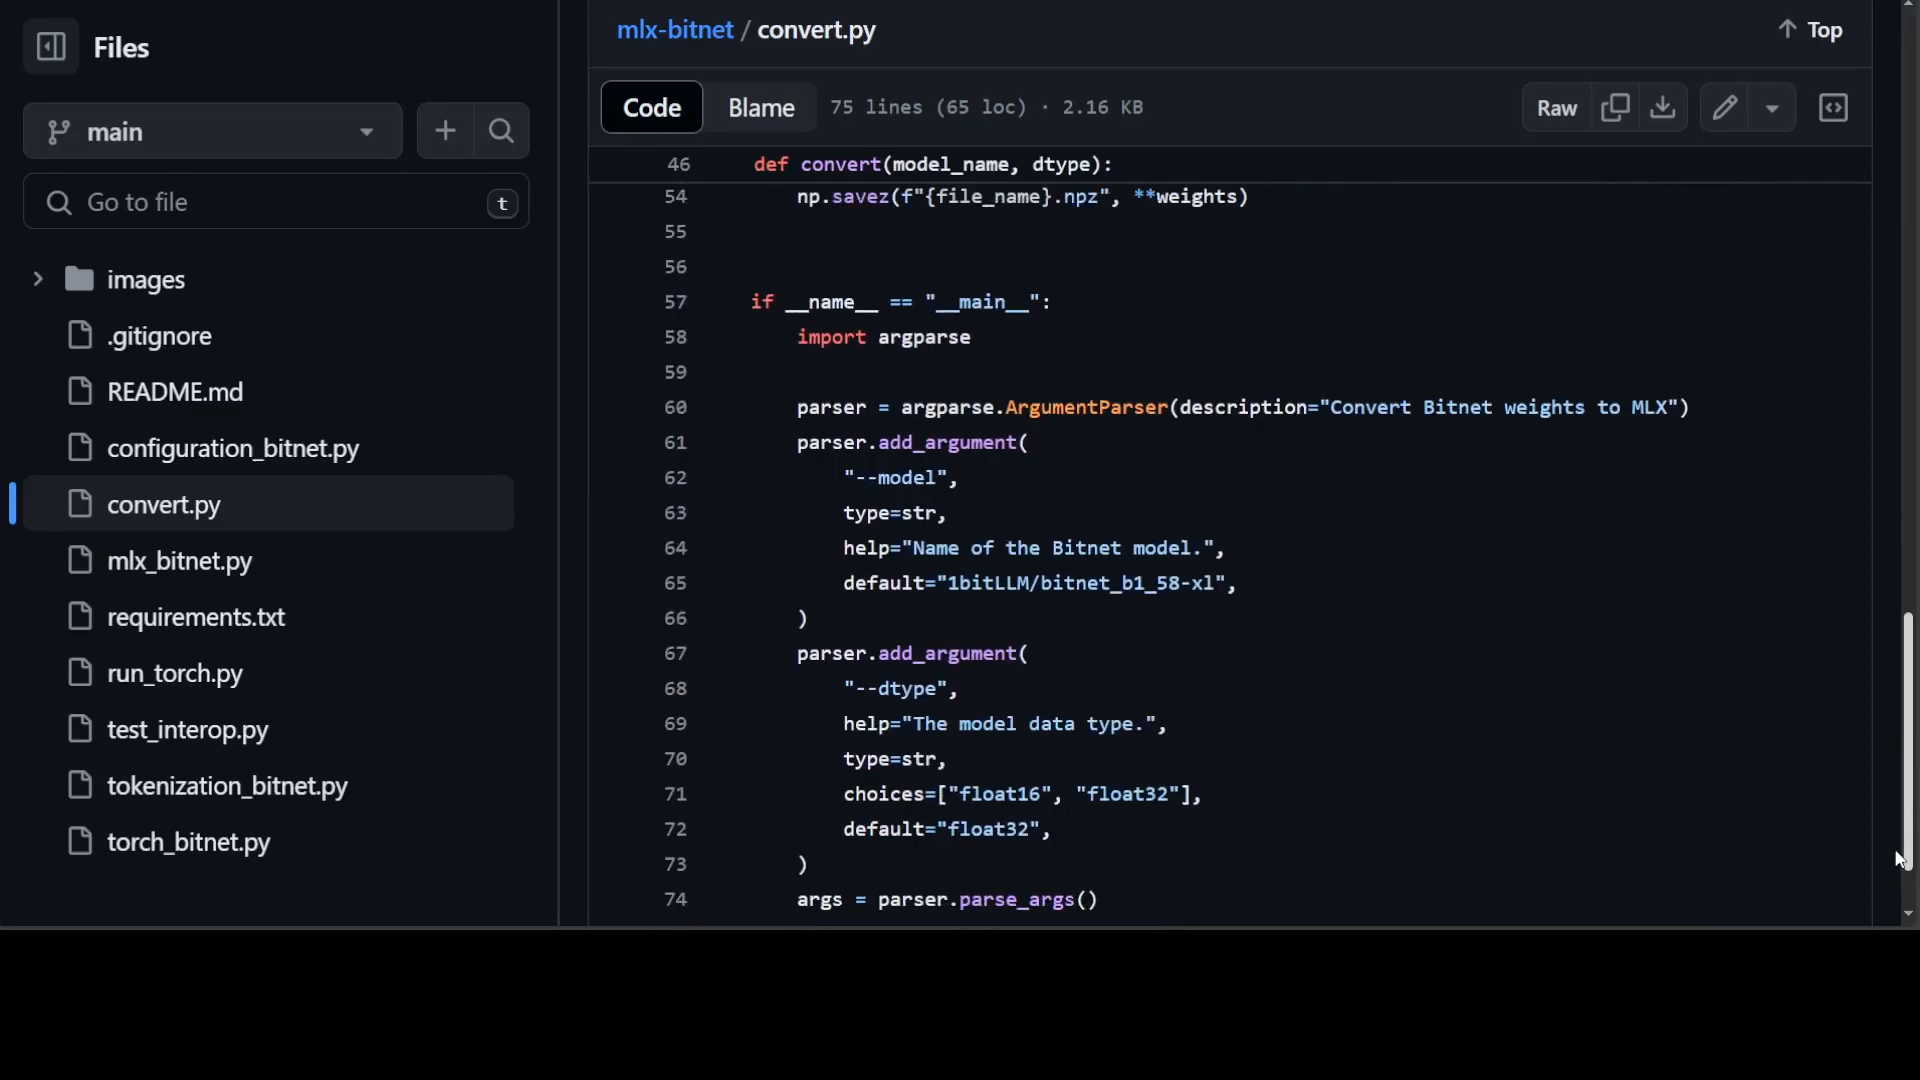 Files
main
Go to file
t
images
.gitignore
README.md
configuration_bitnet.py
convert.py
mlx_bitnet.py
requirements.txt
run_torch.py
test_interop.py
tokenization_bitnet.py
torch_bitnet.py
mlx-bitnet / convert.py
Top
Code Blame 75 lines (65 loc) · 2.16 KB
Raw
46 def convert(model_name, dtype):
54 np.savez(f"{file_name}.npz", **weights)
55
56
57 if __name__ == "__main__":
58 import argparse
59
60 parser = argparse.ArgumentParser(description="Convert Bitnet weights to MLX")
61 parser.add_argument(
62 "--model",
63 type=str,
64 help="Name of the Bitnet model.",
65 default="1bitLLM/bitnet_b1_58-xl",
66 )
67 parser.add_argument(
68 "--dtype",
69 help="The model data type.",
70 type=str,
71 choices=["float16", "float32"],
72 default="float32",
73 )
74 args = parser.parse_args()